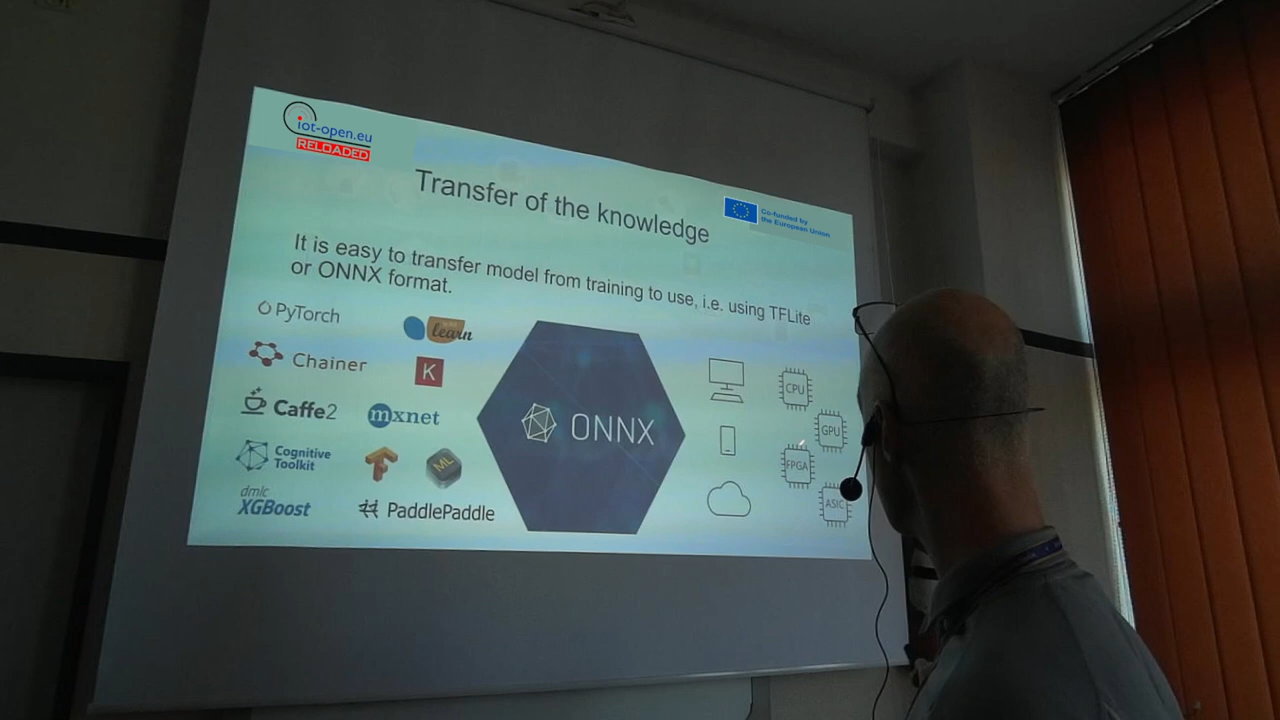 iot-open.eu
RELOADED
Transfer of the knowledge
Co-funded by
the European Union
It is easy to transfer model from training to use, i.e. using TFLite
or ONNX format.
PyTorch
learn
Chainer
K
Caffe2
mxnet
Cognitive
Toolkit
ML
dmlc
XGBoost
PaddlePaddle
ONNX
CPU
GPU
FPGA
ASIC